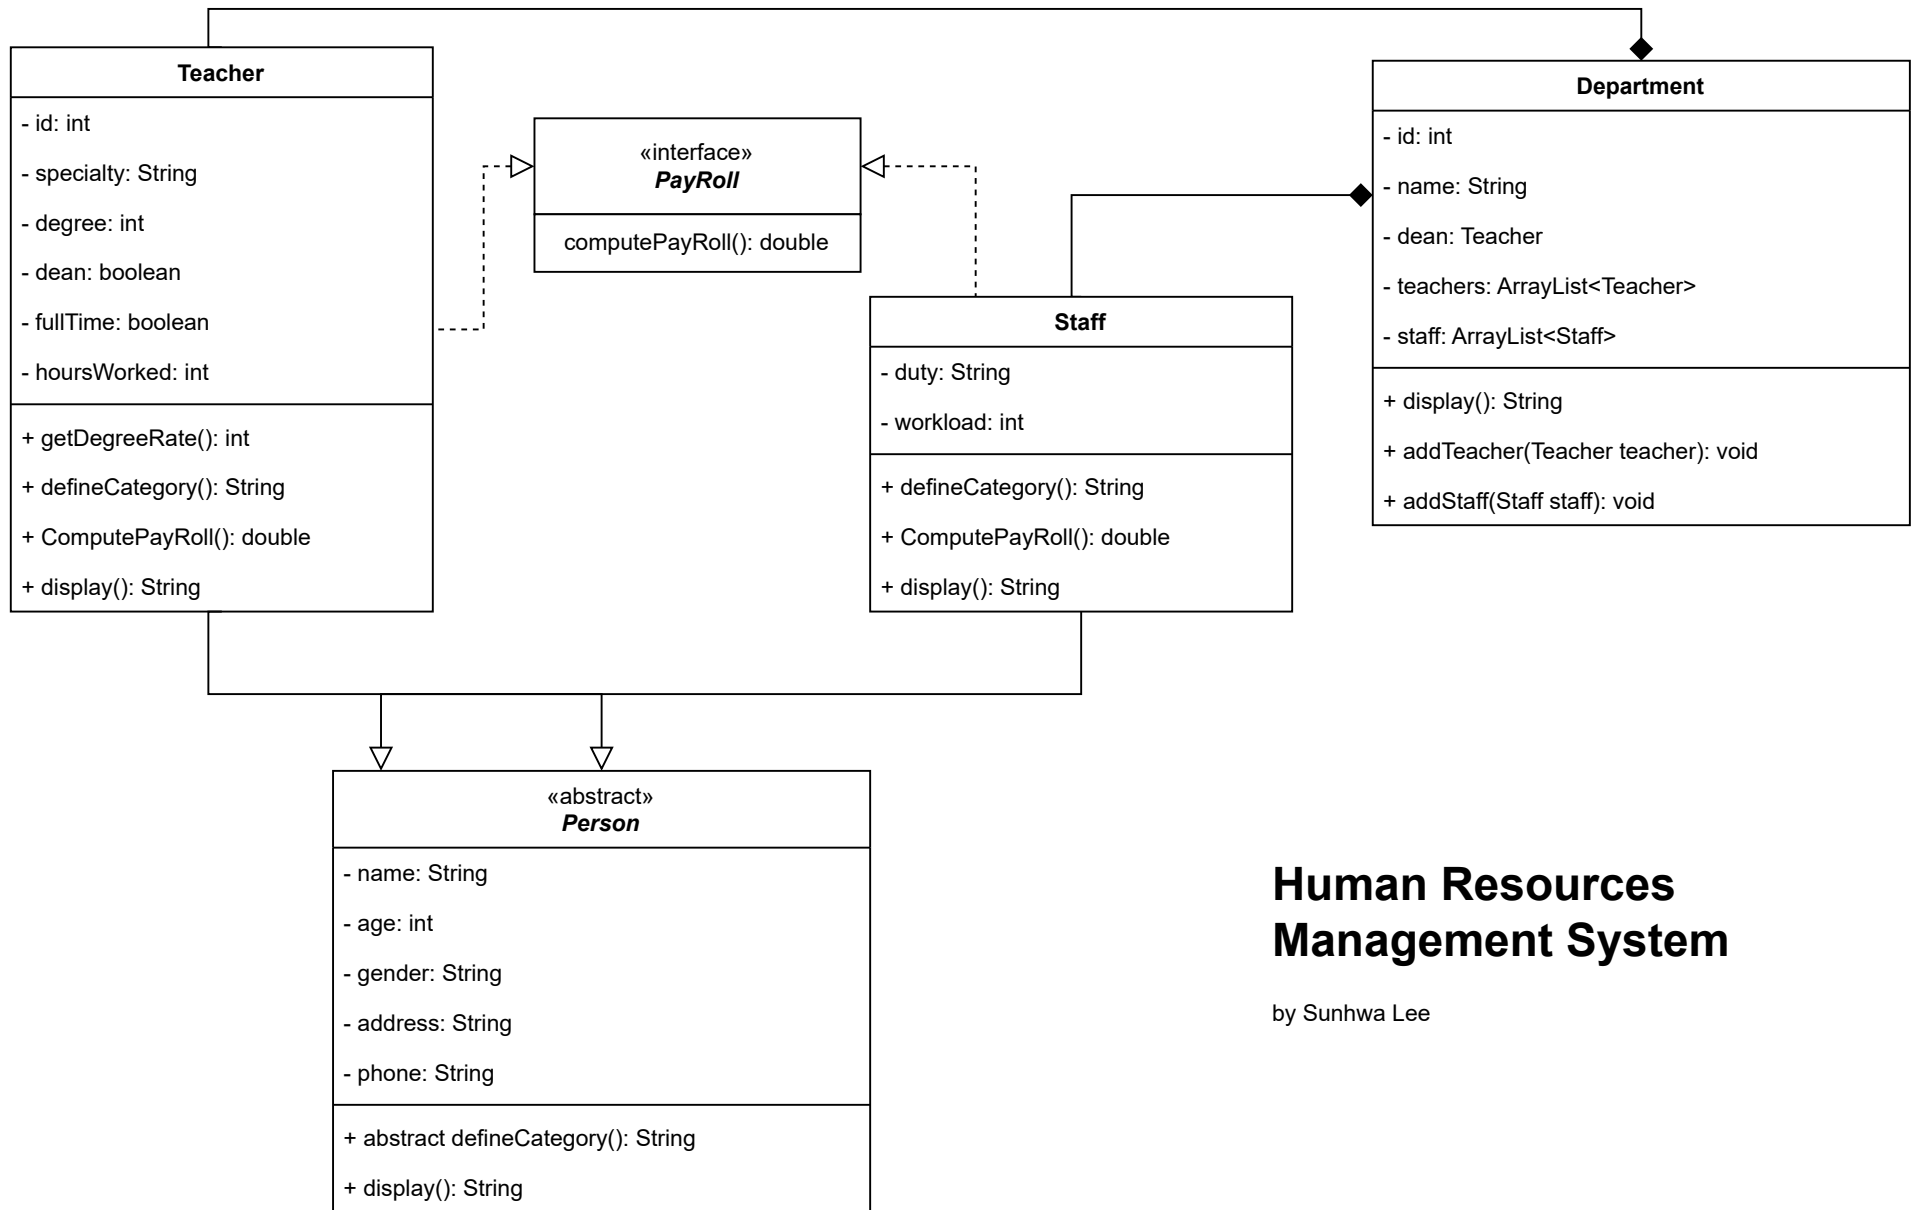 Teacher
- id: int
- specialty: String
- degree: int
- dean: boolean
- fullTime: boolean
- hoursWorked: int
+ getDegreeRate(): int
+ defineCategory(): String
+ ComputePayRoll(): double
+ display(): String
«interface»
PayRoll
computePayRoll(): double
Staff
- duty: String
- workload: int
+ defineCategory(): String
+ ComputePayRoll(): double
+ display(): String
Department
- id: int
- name: String
- dean: Teacher
- teachers: ArrayList<Teacher>
- staff: ArrayList<Staff>
+ display(): String
+ addTeacher(Teacher teacher): void
+ addStaff(Staff staff): void
«abstract»
Person
- name: String
- age: int
- gender: String
- address: String
- phone: String
+ abstract defineCategory(): String
+ display(): String
Human Resources
Management System
by Sunhwa Lee